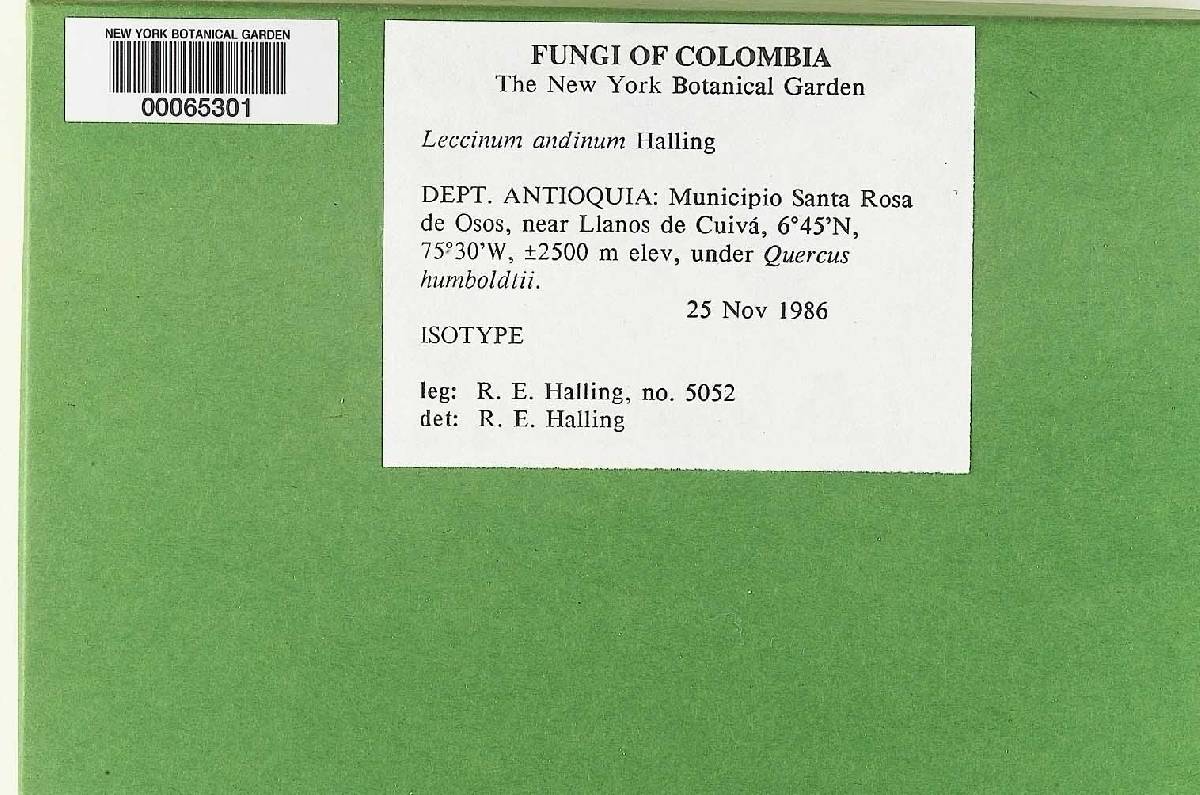 NEW YORK BOTANICAL GARDEN
00065301
FUNGI OF COLOMBIA
The New York Botanical Garden
Leccinum andinum Halling
DEPT. ANTIOQUIA: Municipio Santa Rosa
de Osos, near Llanos de Cuivá, 6°45’N,
75°30’W, ±2500 m elev, under Quercus
humboldtii.
25 Nov 1986
ISOTYPE
leg: R. E. Halling, no. 5052
det: R. E. Halling